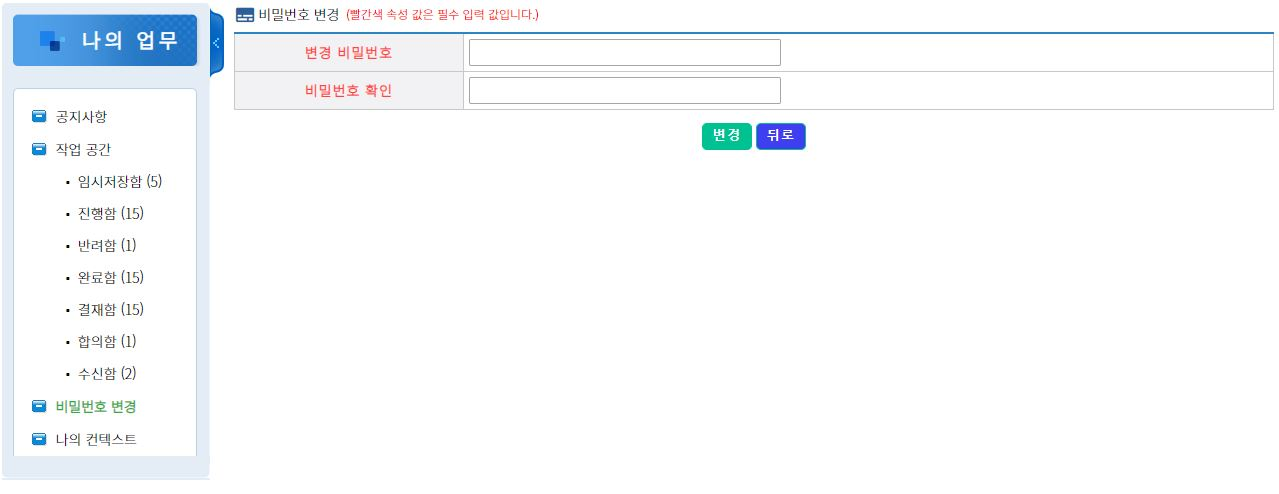 나의 업무
공지사항
작업 공간
임시저장함 (5)
진행함 (15)
반려함 (1)
완료함 (15)
결재함 (15)
합의함 (1)
수신함 (2)
비밀번호 변경
나의 컨텍스트
비밀번호 변경 (빨간색 속성 값은 필수 입력 값입니다.)
변경 비밀번호
비밀번호 확인
변경 뒤로